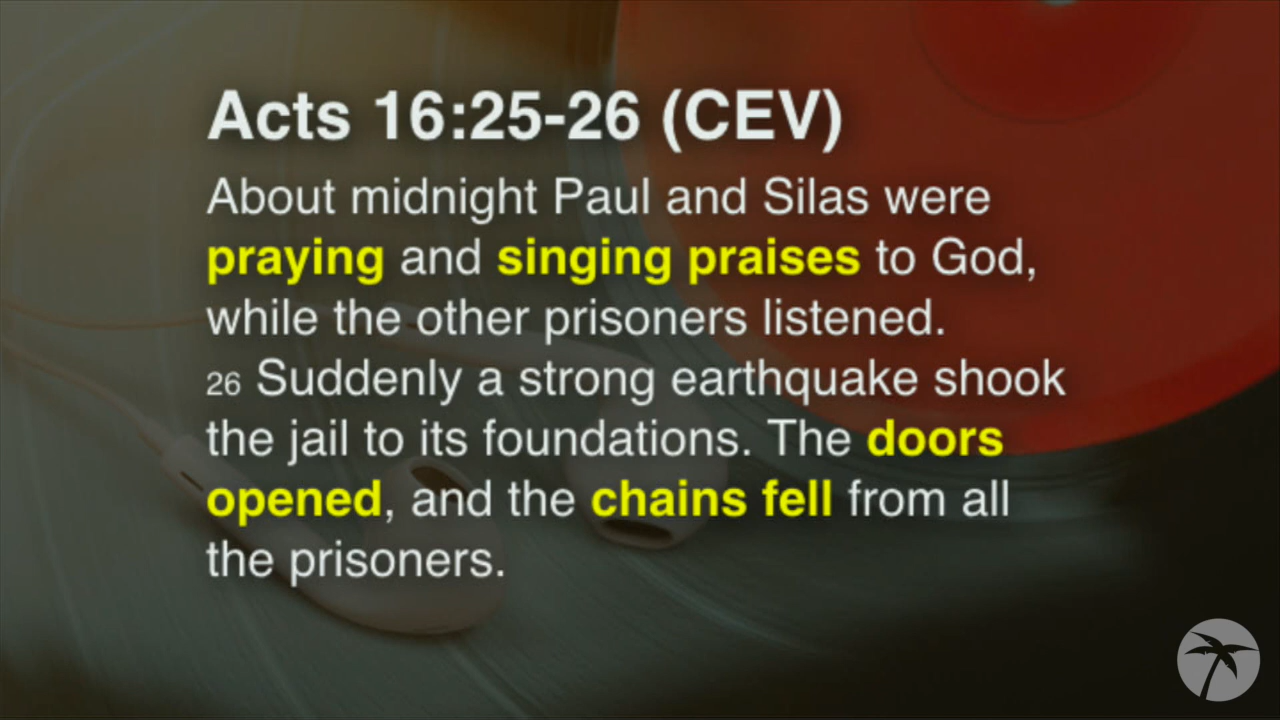 Acts 16:25-26 (CEV)
About midnight Paul and Silas were
praying and singing praises to God,
while the other prisoners listened.
26 Suddenly a strong earthquake shook
the jail to its foundations. The doors
opened, and the chains fell from all
the prisoners.